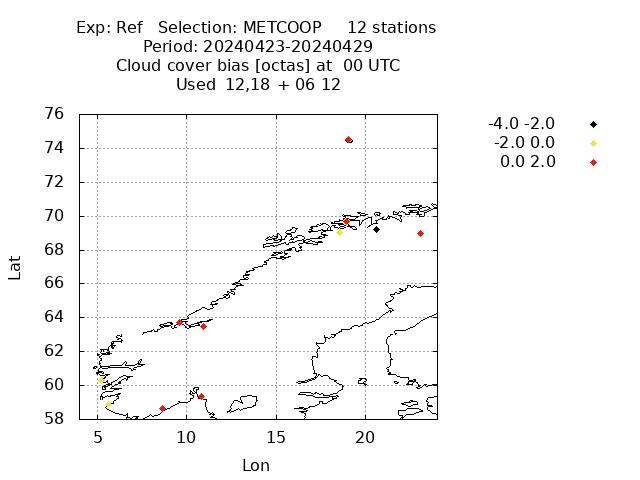 Exp: Ref   Selection: METCOOP     12 stations
Period: 20240423-20240429
Cloud cover bias [octas] at  00 UTC
Used  12,18 + 06 12
-4.0 -2.0
-2.0 0.0
0.0 2.0
76
74
72
70
68
66
64
62
60
58
Lat
5 10 15 20
Lon